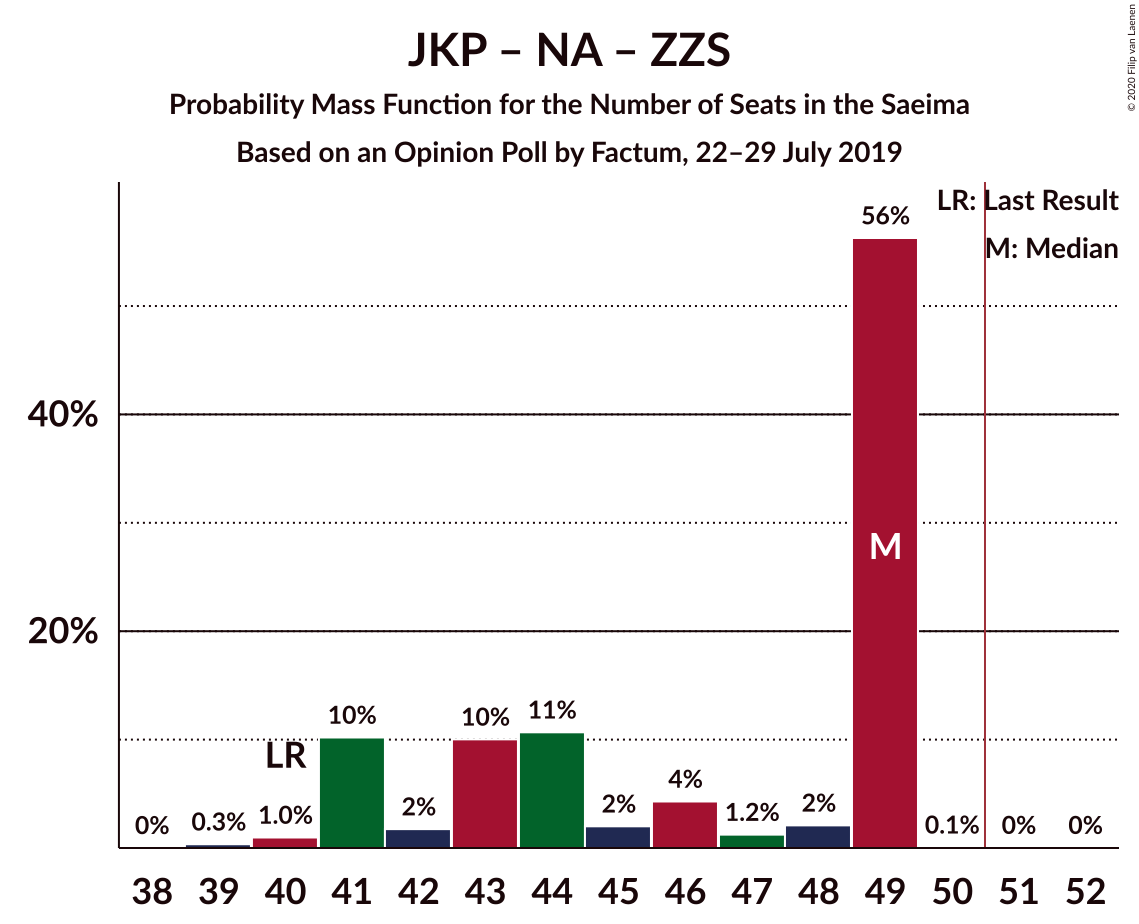 JKP – NA – ZZS
Probability Mass Function for the Number of Seats in the Saeima
Based on an Opinion Poll by Factum, 22–29 July 2019
© 2020 Filip van Laenen
LR: Last Result
M: Median
56%
40%
20%
M
LR
0%
0.3%
1.0%
10%
2%
10%
11%
2%
4%
1.2%
2%
0.1%
0%
0%
38 39 40 41 42 43 44 45 46 47 48 49 50 51 52